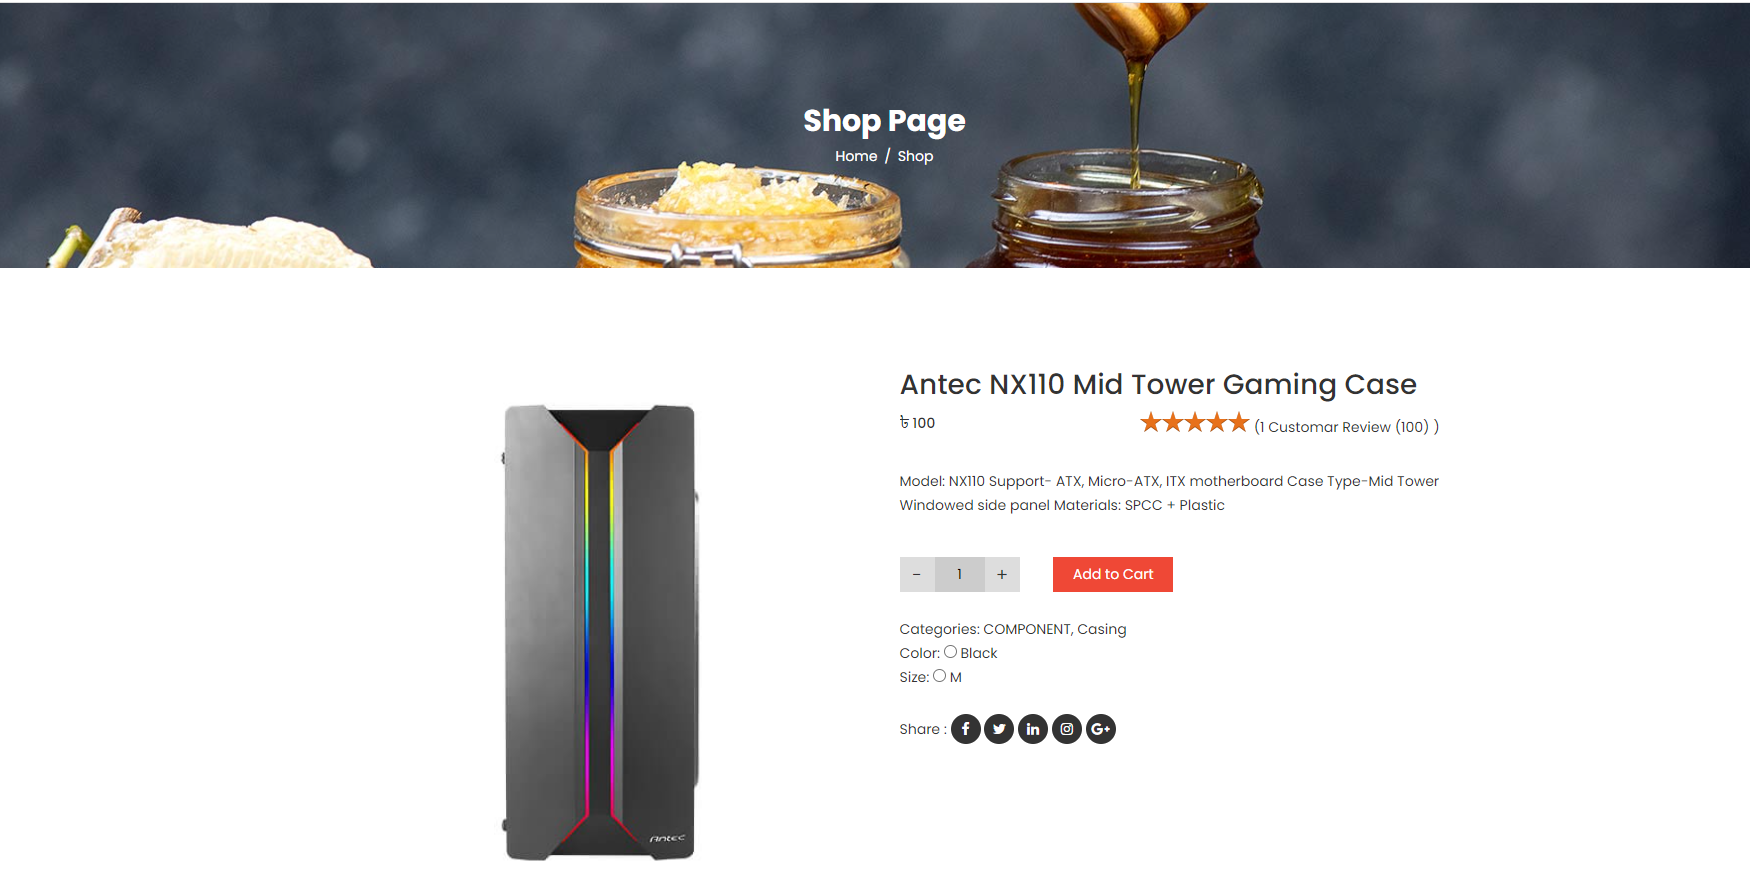 Shop Page
Home / Shop
Antec NX110 Mid Tower Gaming Case
৳ 100
(1 Customar Review (100) )
Model: NX110 Support- ATX, Micro-ATX, ITX motherboard Case Type-Mid Tower
Windowed side panel Materials: SPCC + Plastic
- 1 +
Add to Cart
Categories: COMPONENT, Casing
Color: Black
Size: M
Share :
Antec